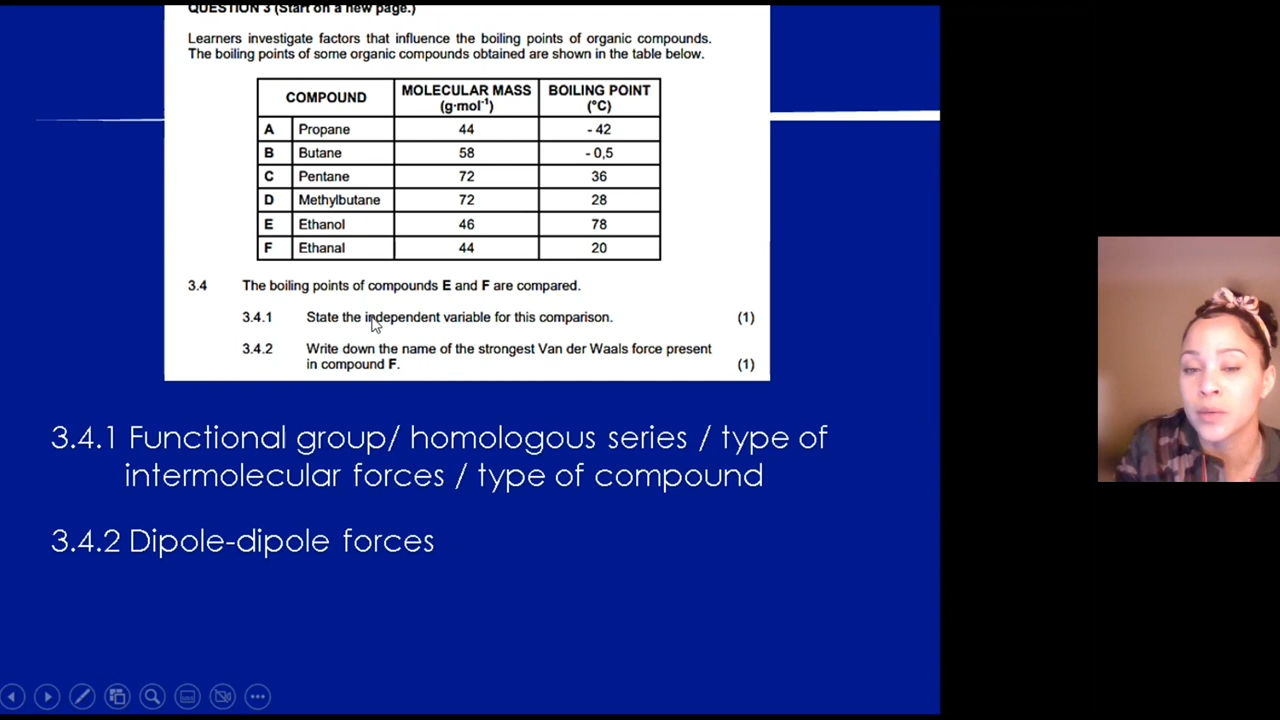 QUESTION 3 (Start on a new page.)
Learners investigate factors that influence the boiling points of organic compounds.
The boiling points of some organic compounds obtained are shown in the table below.
COMPOUND MOLECULAR MASS (g·mol⁻¹) BOILING POINT (°C)
A Propane 44 - 42
B Butane 58 - 0,5
C Pentane 72 36
D Methylbutane 72 28
E Ethanol 46 78
F Ethanal 44 20
3.4 The boiling points of compounds E and F are compared.
3.4.1 State the independent variable for this comparison. (1)
3.4.2 Write down the name of the strongest Van der Waals force present
in compound F. (1)
3.4.1 Functional group/ homologous series / type of
intermolecular forces / type of compound
3.4.2 Dipole-dipole forces